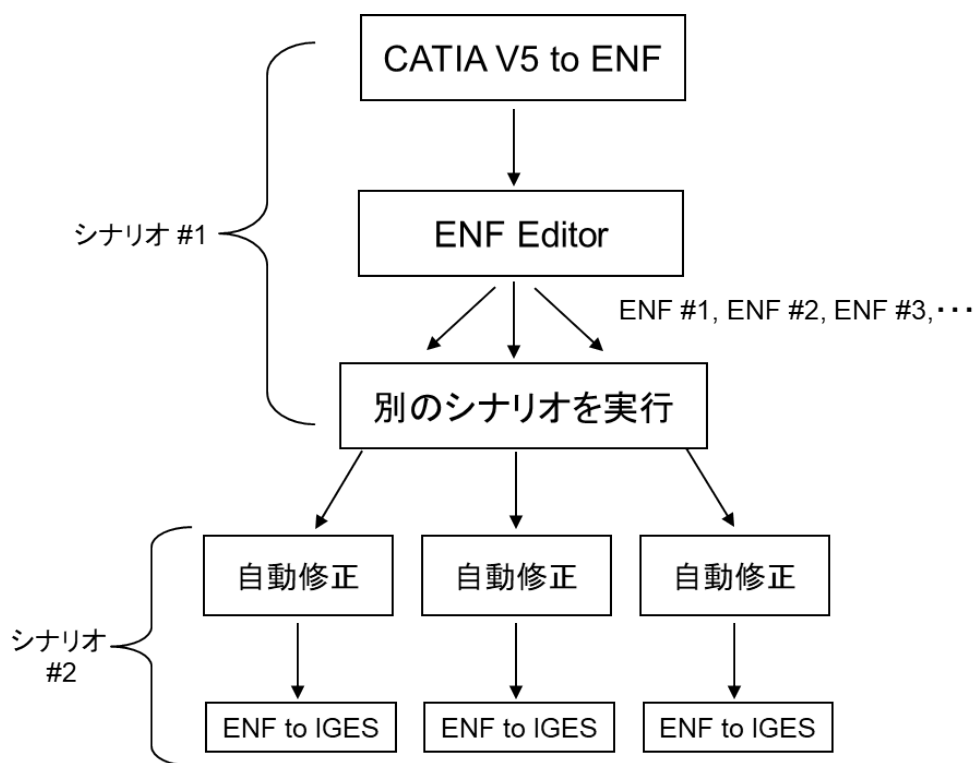 CATIA V5 to ENF
シナリオ #1
ENF Editor
ENF #1, ENF #2, ENF #3,・・・
別のシナリオを実行
シナリオ
#2
自動修正
自動修正
自動修正
ENF to IGES
ENF to IGES
ENF to IGES